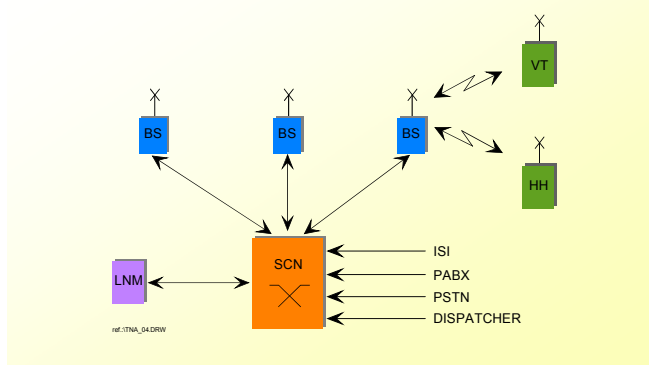 VT
BS
BS
BS
HH
SCN
ISI
LNM
PABX
PSTN
DISPATCHER
ref.:\TNA_04.DRW